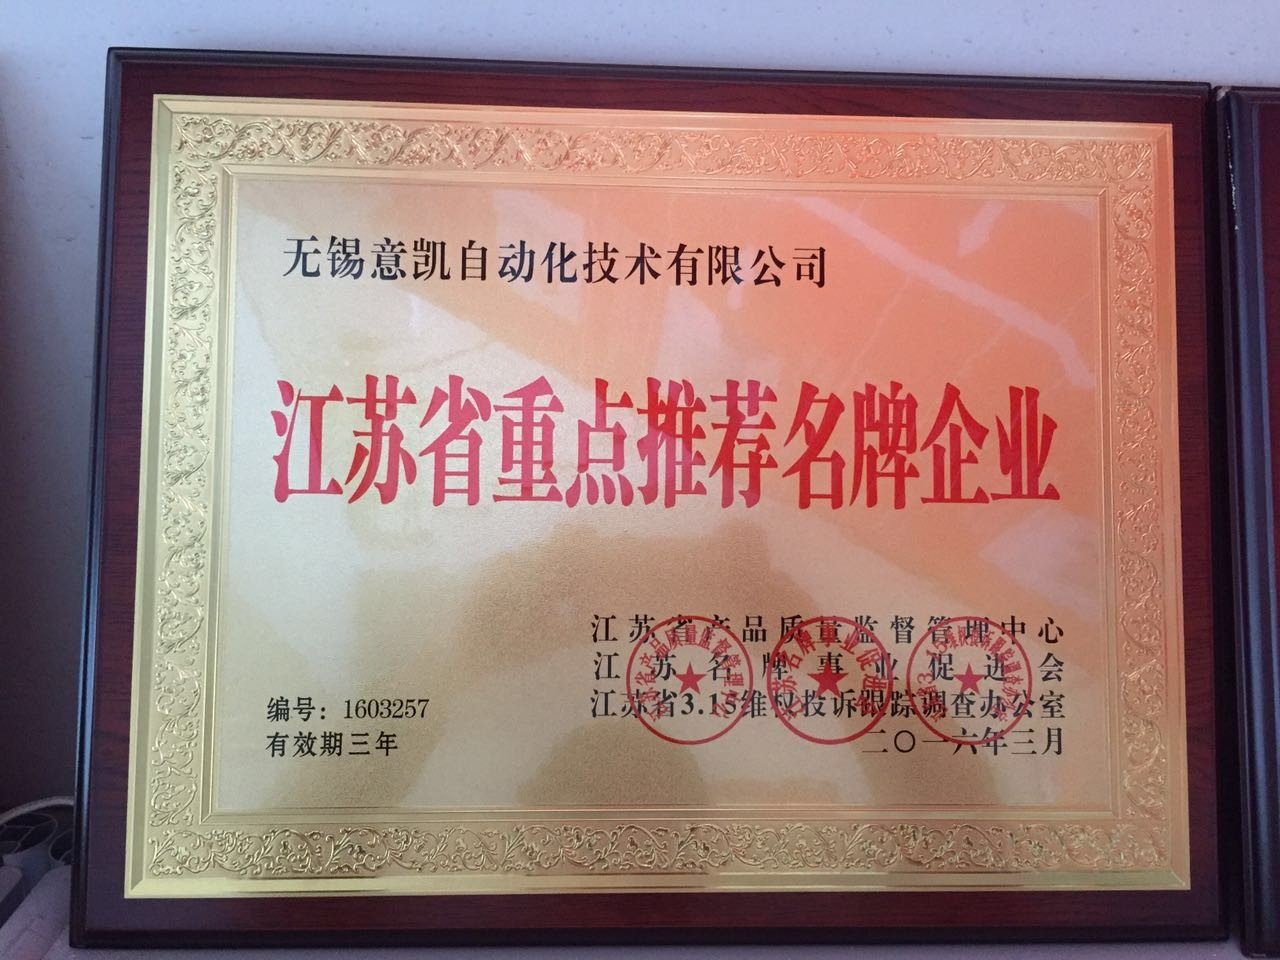 无锡意凯自动化技术有限公司
江苏省重点推荐名牌企业
江苏省产品质量监督管理中心
江苏名牌事业促进会
江苏省3.15维权投诉跟踪调查办公室
二〇一六年三月
编号：1603257
有效期三年